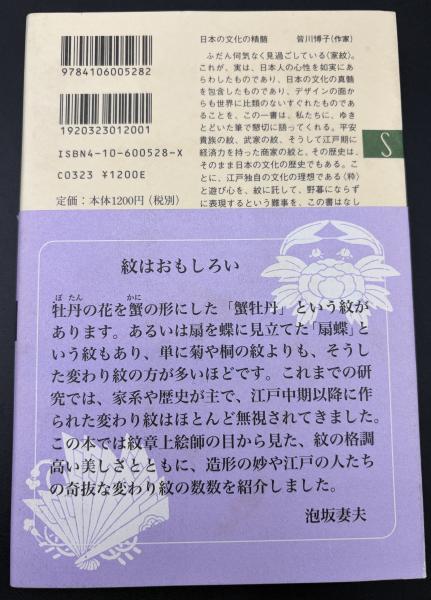 9784106005282
1920323012001
ISBN4-10-600528-X
C0323 ¥1200E
定価：本体1200円（税別）
日本の文化の精髄　　皆川博子（作家）
ふだん何気なく見過ごしている〈家紋〉。
これが、実は、日本人の心性を如実にあ
らわしたものであり、日本の文化の真髄
を包含したものであり、デザインの面か
らも世界に比類のないすぐれたものであ
ることを、この一書は、私たちに、ゆき
とどいた筆で懇切に語ってくれる。平安
貴族の紋、武家の紋、そうして江戸期に
経済力を持った商家の紋と、その歴史は、
そのまま日本の文化の歴史でもある。こ
とに、江戸独自の文化の理想である〈粋〉
と遊び心を、紋に託して、野暮にならず
に表現するという難事を、この書はなし
S
紋はおもしろい
牡丹の花を蟹の形にした「蟹牡丹」という紋が
ぼたん
かに
あります。あるいは扇を蝶に見立てた「扇蝶」と
いう紋もあり、単に菊や桐の紋よりも、そうし
た変わり紋の方が多いほどです。これまでの研
究では、家系や歴史が主で、江戸中期以降に作
られた変わり紋はほとんど無視されてきました。
この本では紋章上絵師の目から見た、紋の格調
高い美しさとともに、造形の妙や江戸の人たち
の奇抜な変わり紋の数数を紹介しました。
泡坂妻夫